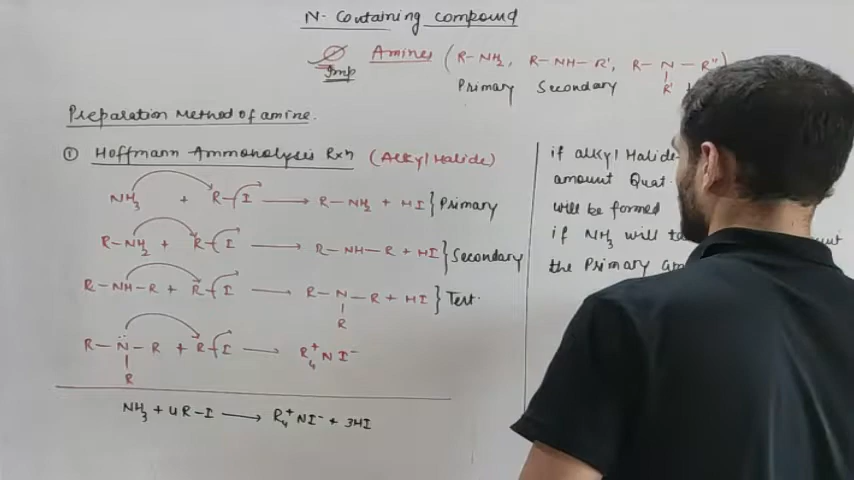 N- Containing compound
Imp Amines (R-NH2, R-NH-R', R-N-R")
R'
Primary Secondary
Preparation Method of amine.
① Hoffmann Ammonolysis Rxn (Alkyl Halide)
NH3 + R-I → R-NH2 + HI } Primary
R-NH2 + R-I → R-NH-R + HI } Secondary
R-NH-R + R-I → R-N-R + HI } Tert.
R
R-N̈-R + R-I → R4+NI-
R
NH3 + 4R-I → R4+NI- + 3HI
if alkyl Halide
amount Quat.
will be formed
if NH3 will
the Primary